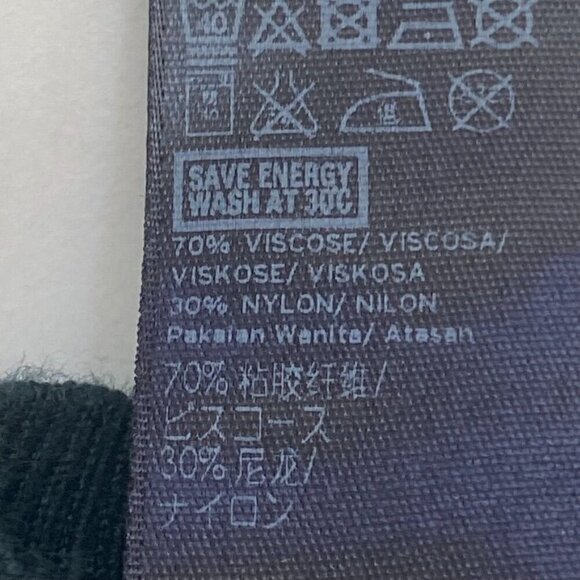 40
SAVE ENERGY
WASH AT 30C
70% VISCOSE/ VISCOSA/
VISKOSE/ VISKOSA
30% NYLON/ NILON
Pakaian Wanita/ Atasan
70% 粘胶纤维/
ビスコース
30% 尼龙/
ナイロン